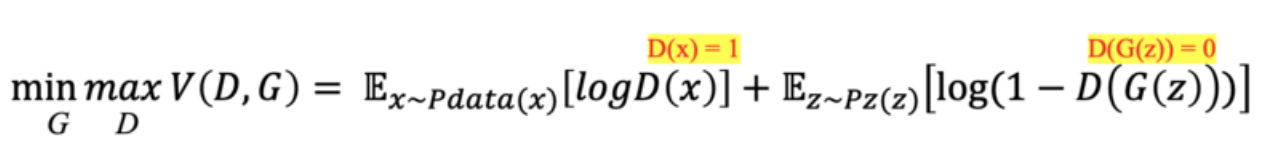 D(x) = 1 D(G(z)) = 0
min max V(D, G) = 𝔼x~Pdata(x)[logD(x)] + 𝔼z~Pz(z)[log(1 − D(G(z)))]
G D